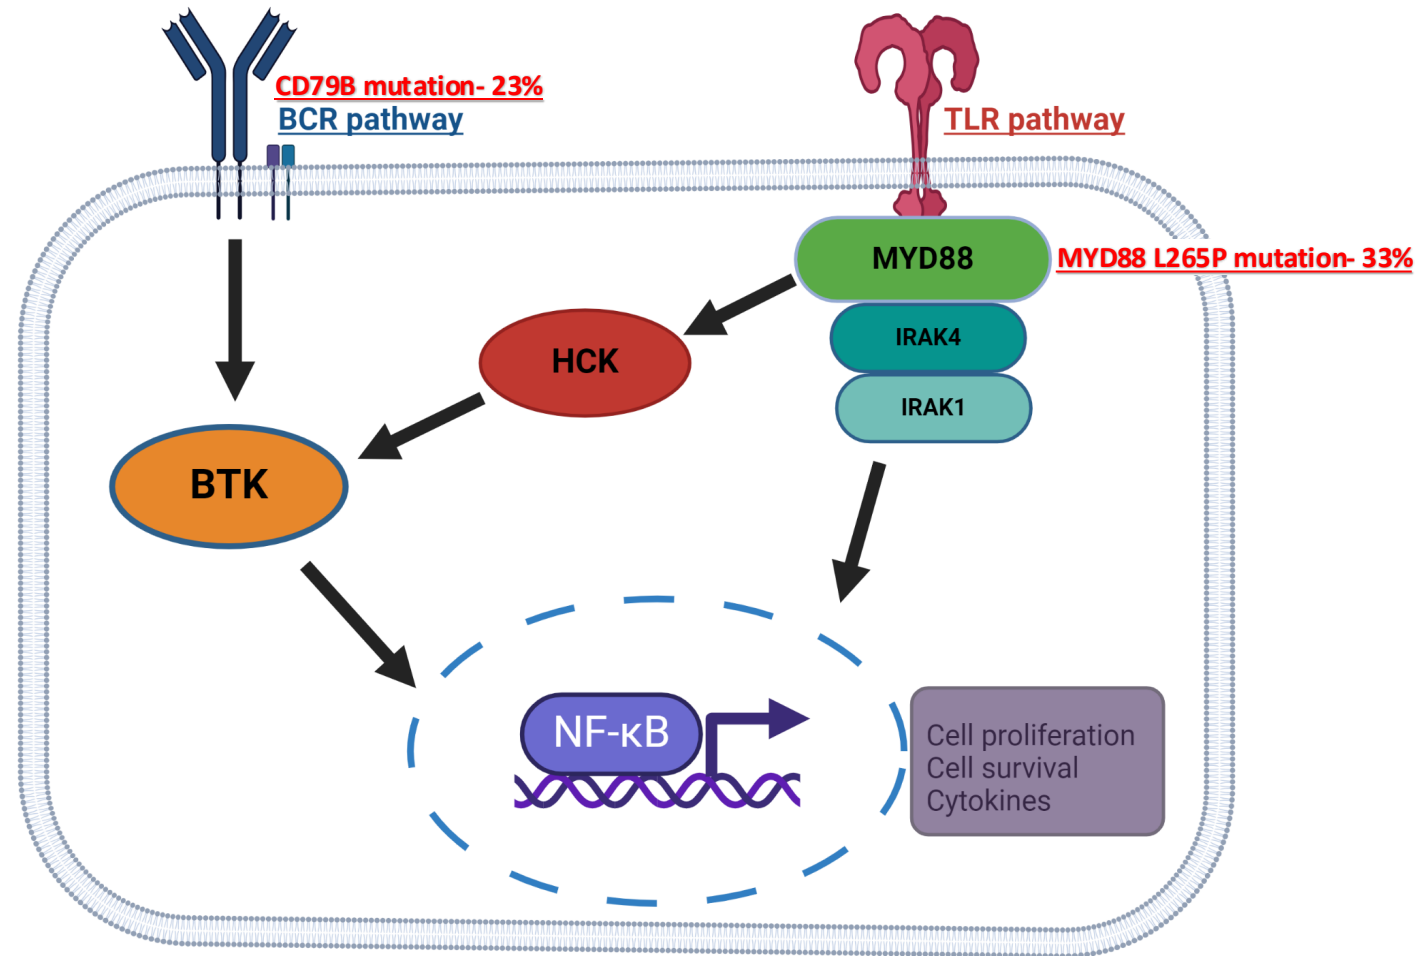 CD79B mutation- 23%
BCR pathway
TLR pathway
MYD88
MYD88 L265P mutation- 33%
IRAK4
HCK
IRAK1
BTK
NF-κB
Cell proliferation
Cell survival
Cytokines